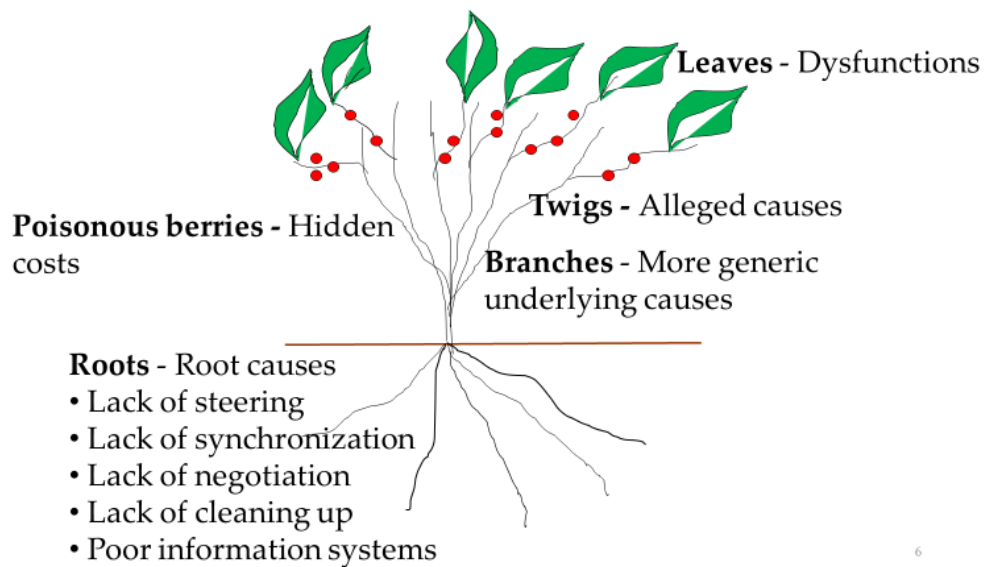 Leaves - Dysfunctions
Twigs - Alleged causes
Poisonous berries - Hidden
costs
Branches - More generic
underlying causes
Roots - Root causes
• Lack of steering
• Lack of synchronization
• Lack of negotiation
• Lack of cleaning up
• Poor information systems
6